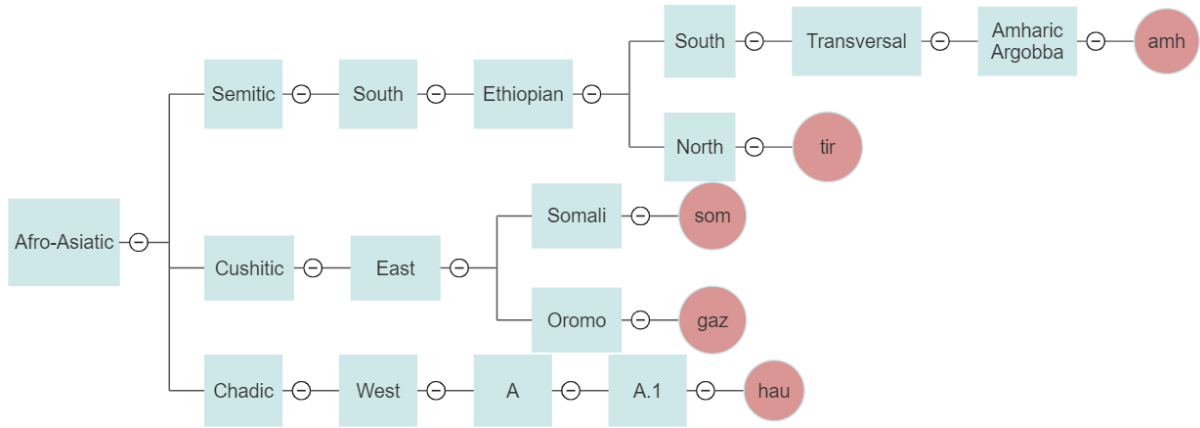 Afro-Asiatic
Semitic
South
Ethiopian
South
Transversal
Amharic
Argobba
amh
North
tir
Cushitic
East
Somali
som
Oromo
gaz
Chadic
West
A
A.1
hau